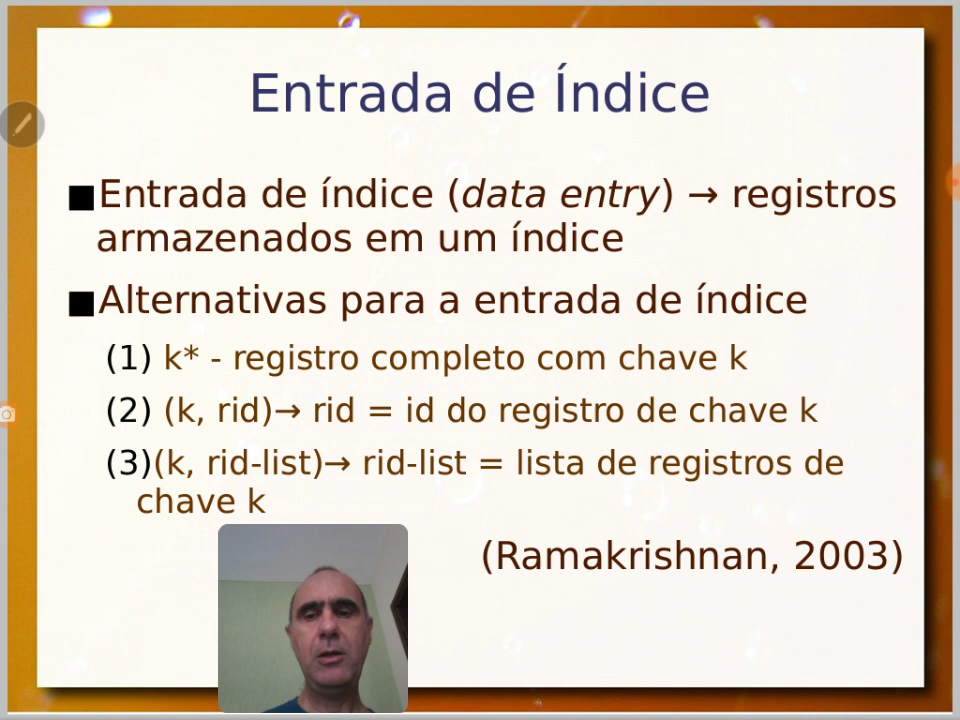 Entrada de Índice
■Entrada de índice (data entry) → registros
armazenados em um índice
■Alternativas para a entrada de índice
(1) k* - registro completo com chave k
(2) (k, rid)→ rid = id do registro de chave k
(3)(k, rid-list)→ rid-list = lista de registros de
chave k
(Ramakrishnan, 2003)